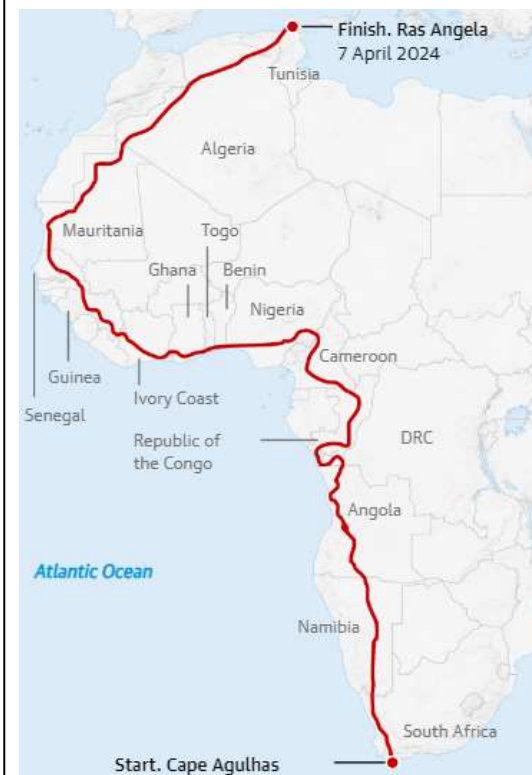 Finish. Ras Angela
7 April 2024
Tunisia
Algeria
Mauritania
Togo
Ghana
Benin
Nigeria
Cameroon
Guinea
Ivory Coast
Senegal
Republic of
the Congo
DRC
Angola
Atlantic Ocean
Namibia
South Africa
Start. Cape Agulhas